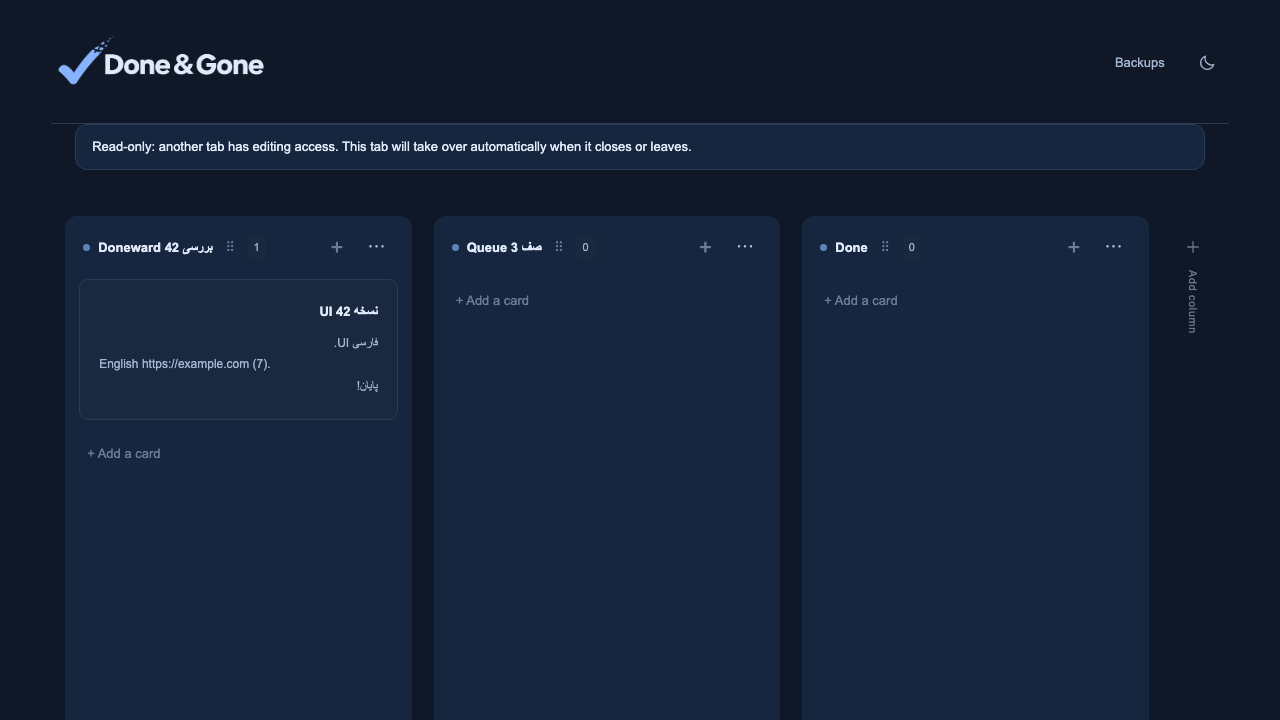 Done & Gone
Backups
Read-only: another tab has editing access. This tab will take over automatically when it closes or leaves.
Doneward 42 بررسی
1
نسخه 42 UI
فارسی UI.
English https://example.com (7).
پایان!
+ Add a card
Queue 3 صف
0
+ Add a card
Done
0
+ Add a card
Add column